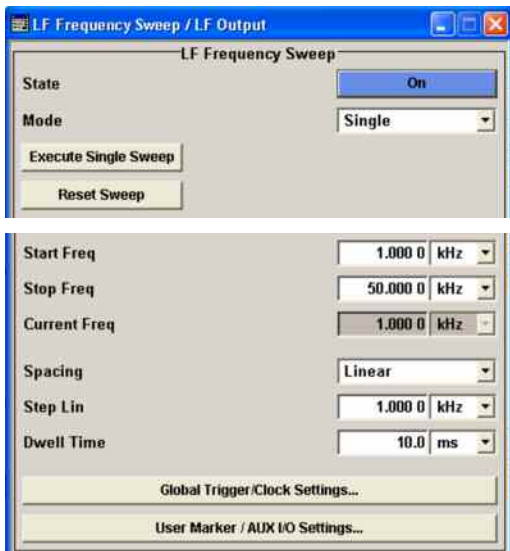 LF Frequency Sweep / LF Output
LF Frequency Sweep
State On
Mode Single
Execute Single Sweep
Reset Sweep
Start Freq 1.000 0 kHz
Stop Freq 50.000 0 kHz
Current Freq 1.000 0 kHz
Spacing Linear
Step Lin 1.000 0 kHz
Dwell Time 10.0 ms
Global Trigger/Clock Settings...
User Marker / AUX I/O Settings...